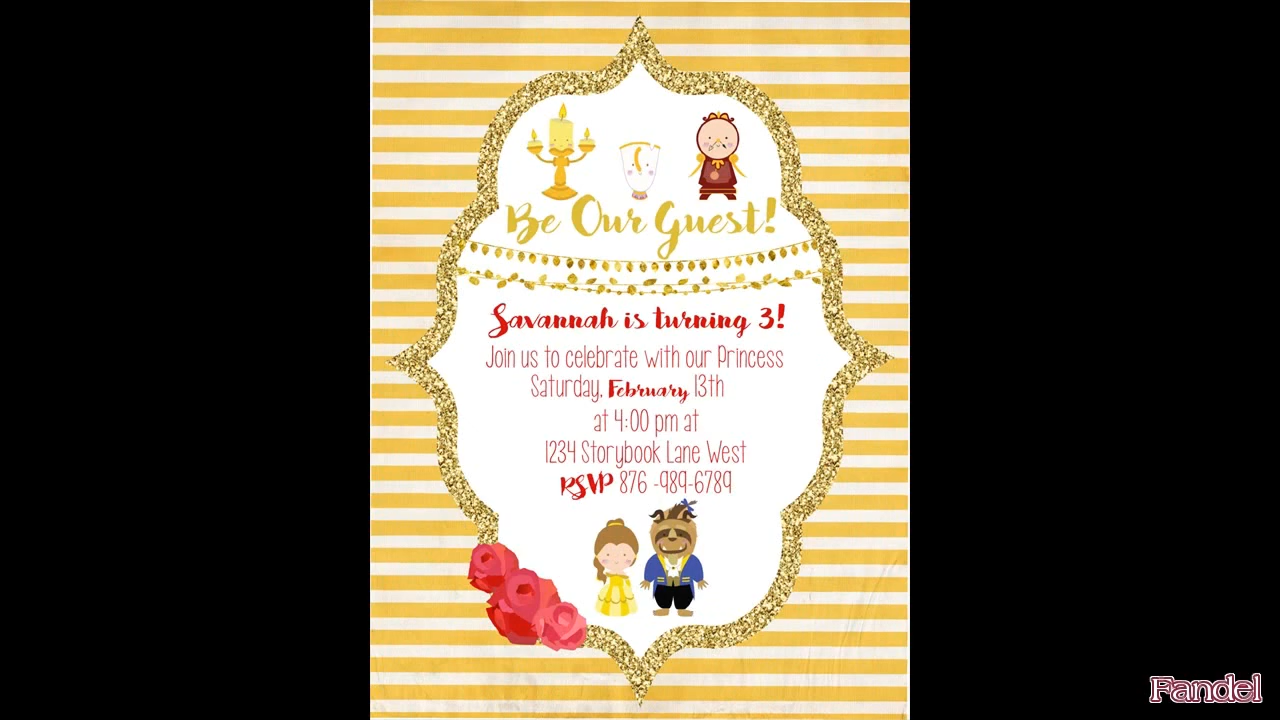 Be Our Guest!
Savannah is turning 3!
Join us to celebrate with our Princess
Saturday, February 13th
at 4:00 pm at
1234 Storybook Lane West
RSVP 876 -989-6789
Fandel